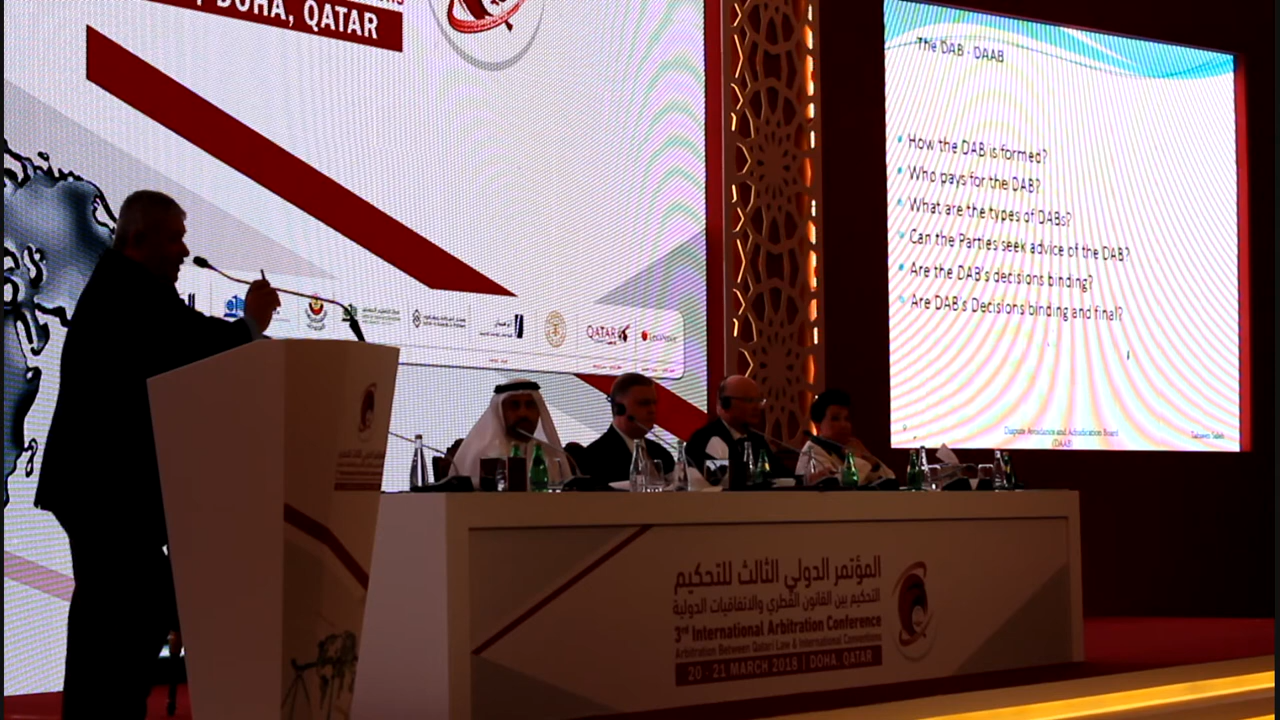 DOHA, QATAR
The DAB - DAAB
How the DAB is formed?
Who pays for the DAB?
What are the types of DABs?
Can the Parties seek advice of the DAB?
Are the DAB's decisions binding?
Are DAB's Decisions binding and final?
Dispute Avoidance and Adjudication Board
(DAAB)
QATAR
المؤتمر الدولي الثالث للتحكيم
التحكيم بين القانون القطري والاتفاقيات الدولية
3rd International Arbitration Conference
Arbitration Between Qatari Law & International Conventions
20 - 21 MARCH 2018 | DOHA, QATAR